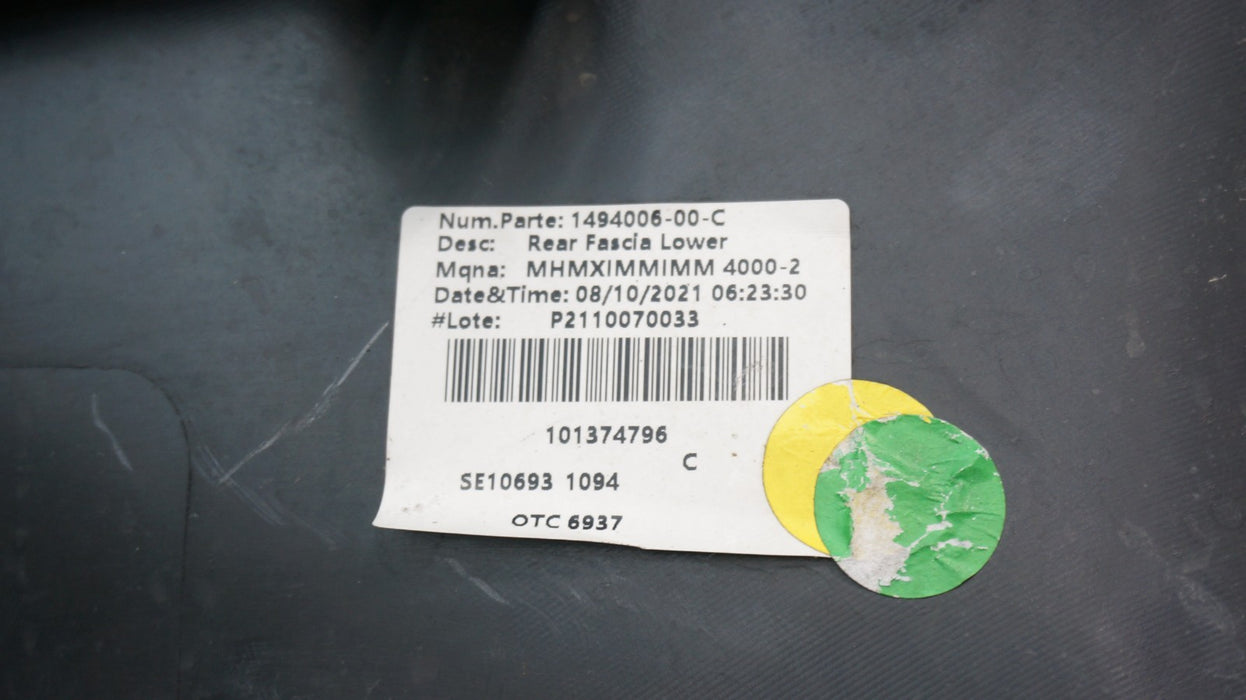 Num.Parte: 1494006-00-C
Desc: Rear Fascia Lower
Mqna: MHMXIMMIMM 4000-2
Date&Time: 08/10/2021 06:23:30
#Lote: P2110070033
101374796
C
SE10693 1094
OTC 6937